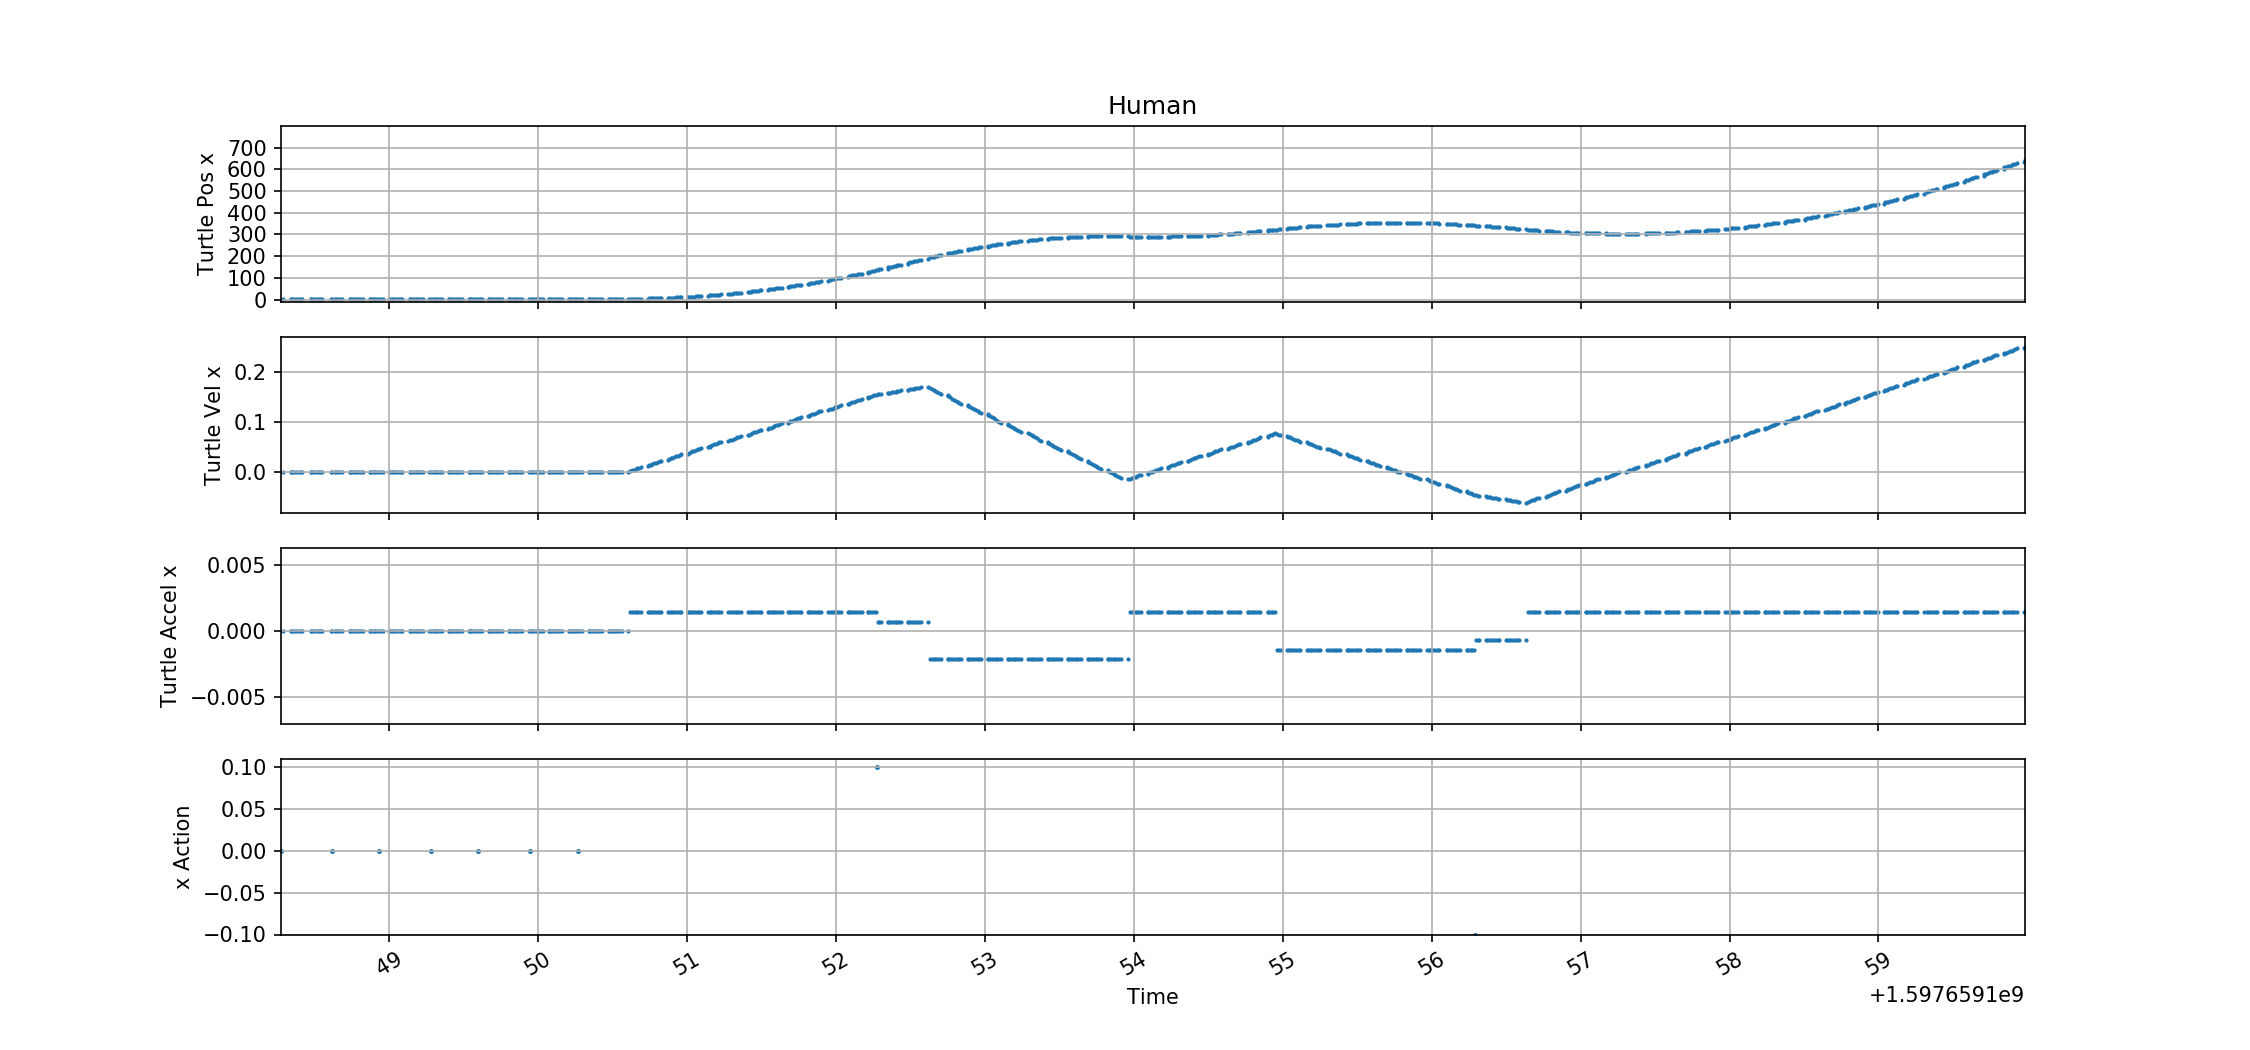 Human
Turtle Pos x
700
600
500
400
300
200
100
0
Turtle Vel x
0.2
0.1
0.0
Turtle Accel x
0.005
0.000
−0.005
x Action
0.10
0.05
0.00
−0.05
−0.10
49 50 51 52 53 54 55 56 57 58 59
Time
+1.5976591e9